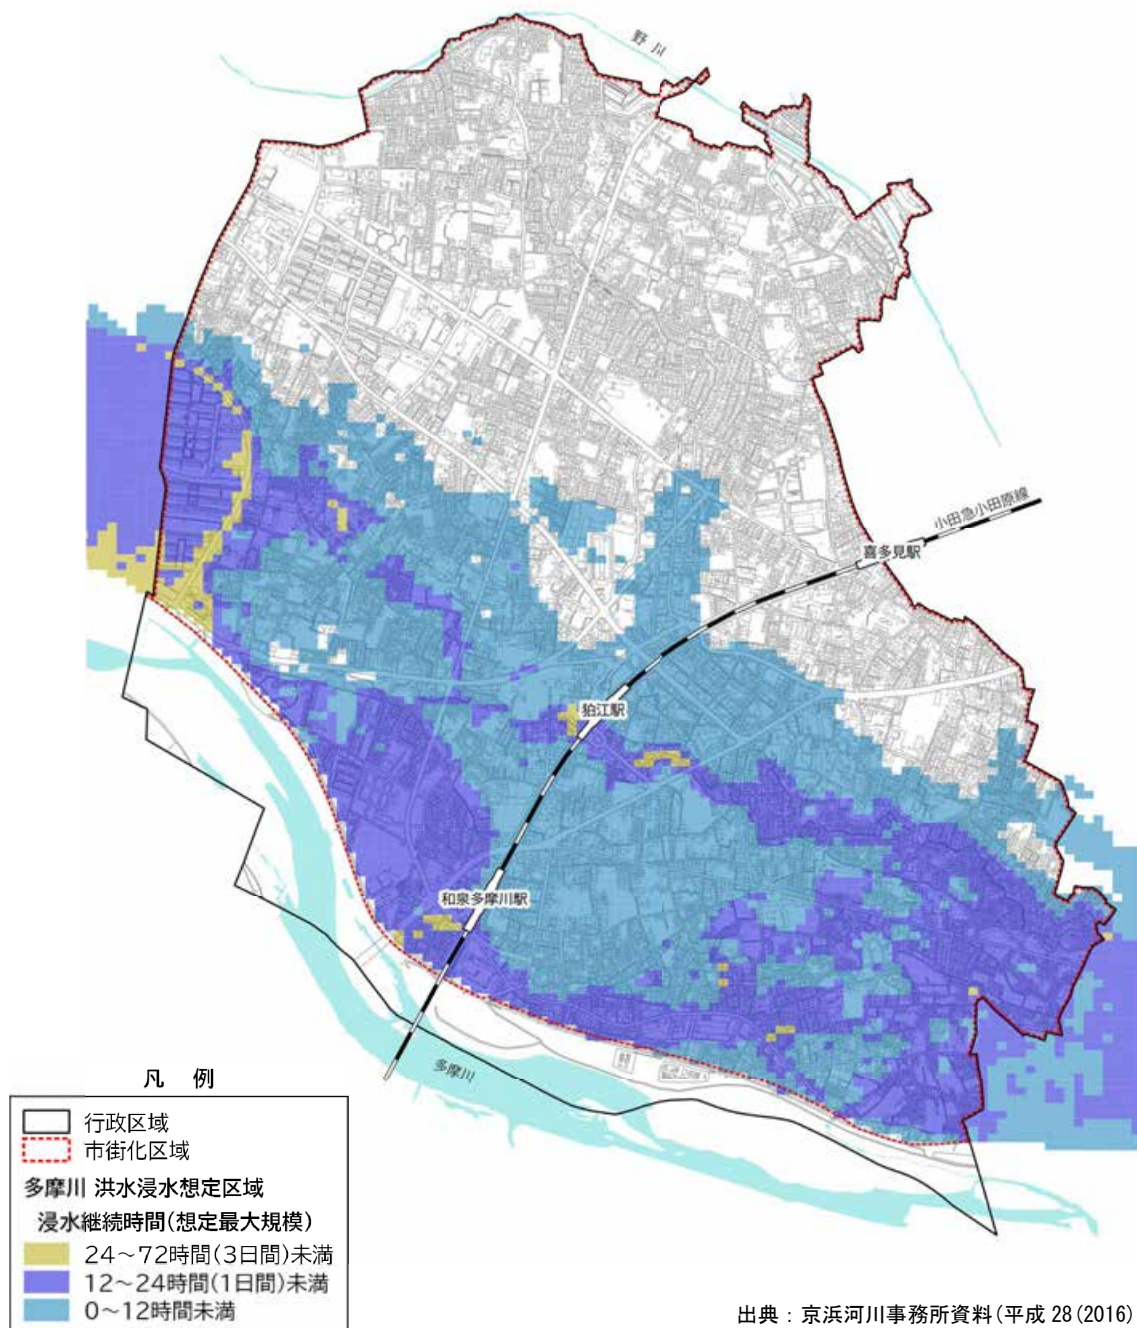 野川
小田急小田原線
喜多見駅
狛江駅
和泉多摩川駅
多摩川
凡 例
行政区域
市街化区域
多摩川 洪水浸水想定区域
浸水継続時間(想定最大規模)
24～72時間(3日間)未満
12～24時間(1日間)未満
0～12時間未満
出典：京浜河川事務所資料(平成 28(2016)